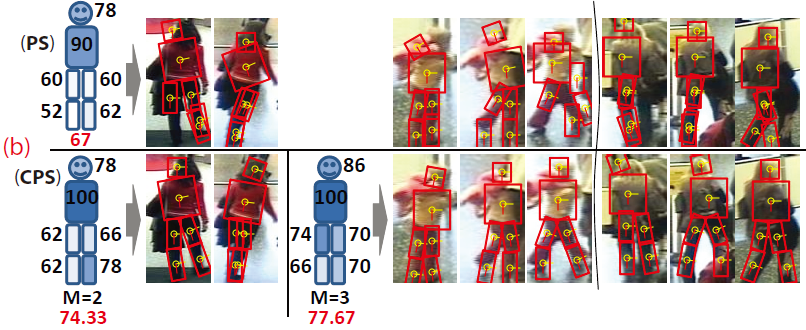 78
(PS)
90
60 60
52 62
67
(b)
78 86
(CPS)
100 100
62 66 74 70
62 78 66 70
M=2 M=3
74.33 77.67